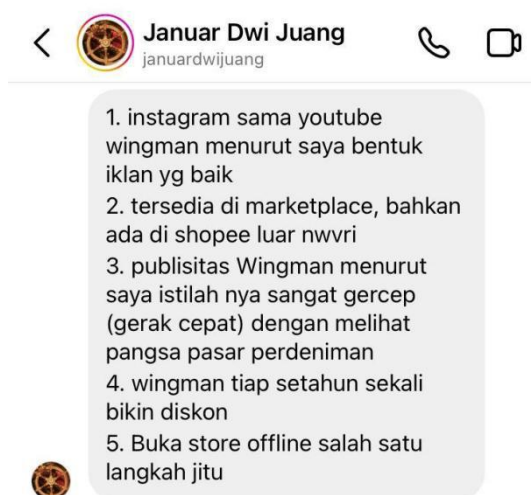 Januar Dwi Juang
januardwijuang
1. instagram sama youtube
wingman menurut saya bentuk
iklan yg baik
2. tersedia di marketplace, bahkan
ada di shopee luar nwvri
3. publisitas Wingman menurut
saya istilah nya sangat gercep
(gerak cepat) dengan melihat
pangsa pasar perdeniman
4. wingman tiap setahun sekali
bikin diskon
5. Buka store offline salah satu
langkah jitu